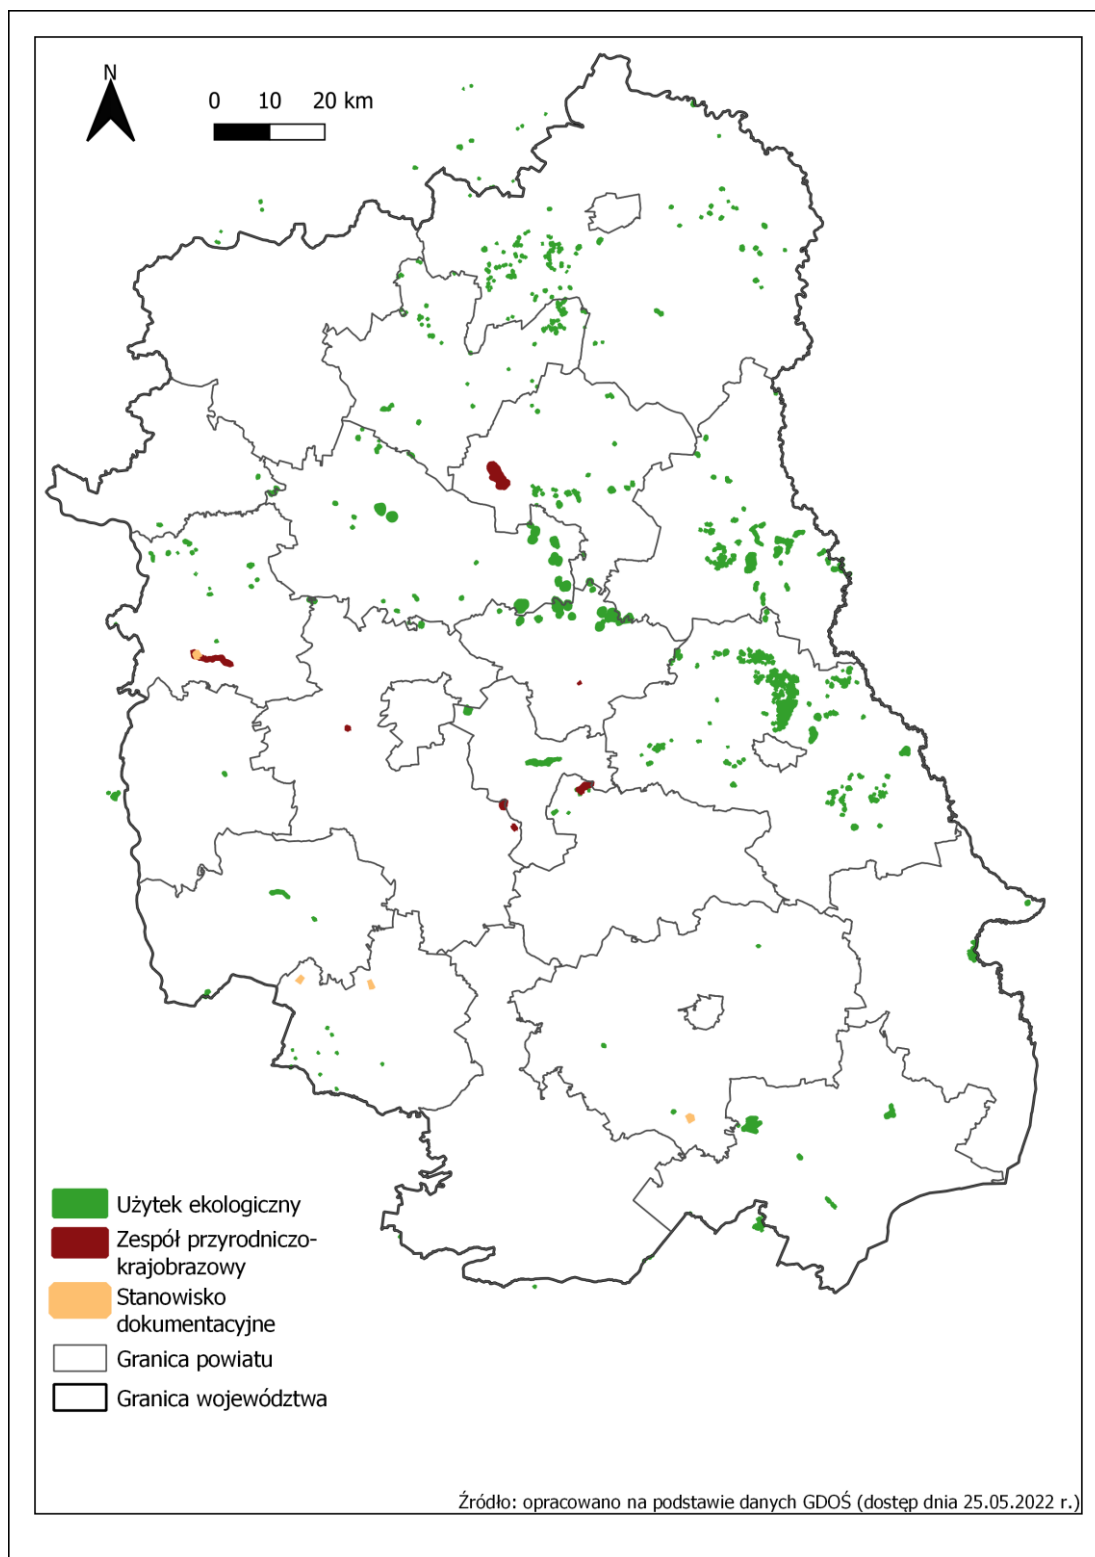 N
0 10 20 km
Użytek ekologiczny
Zespół przyrodniczo-
krajobrazowy
Stanowisko
dokumentacyjne
Granica powiatu
Granica województwa
Źródło: opracowano na podstawie danych GDOŚ (dostęp dnia 25.05.2022 r.)